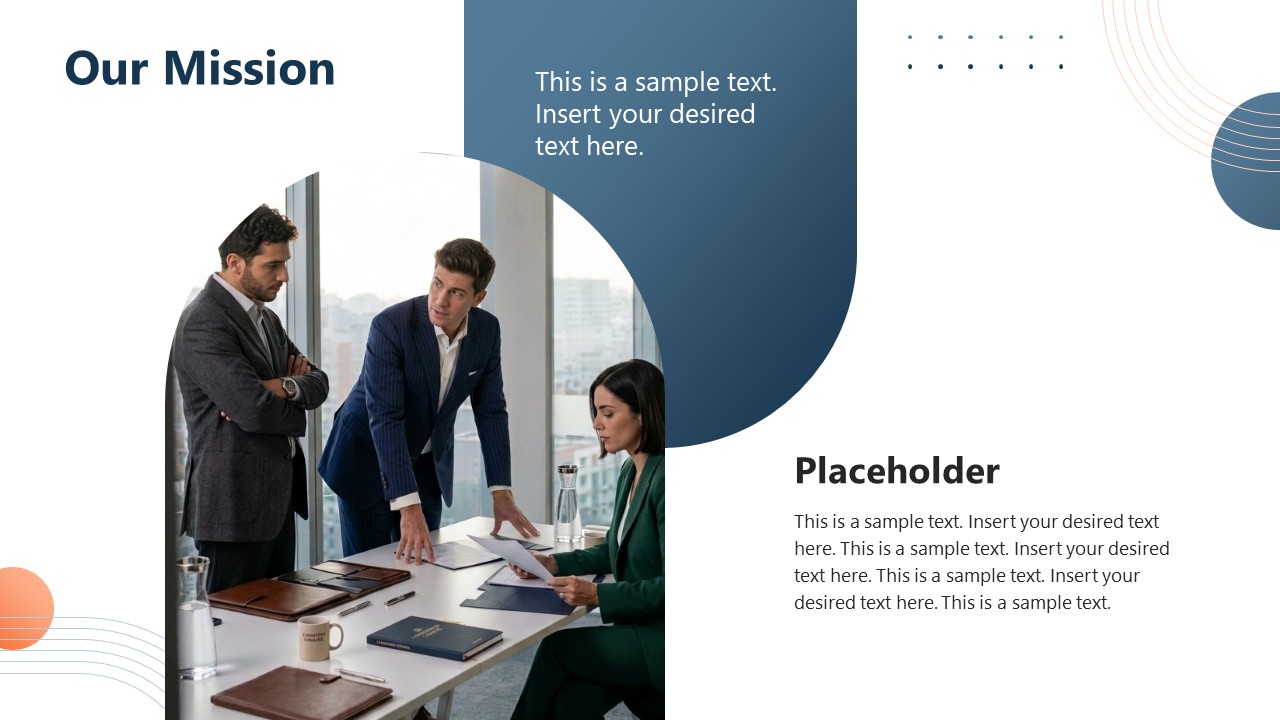 Our Mission
This is a sample text.
Insert your desired
text here.
Placeholder
This is a sample text. Insert your desired text
here. This is a sample text. Insert your desired
text here. This is a sample text. Insert your
desired text here. This is a sample text.